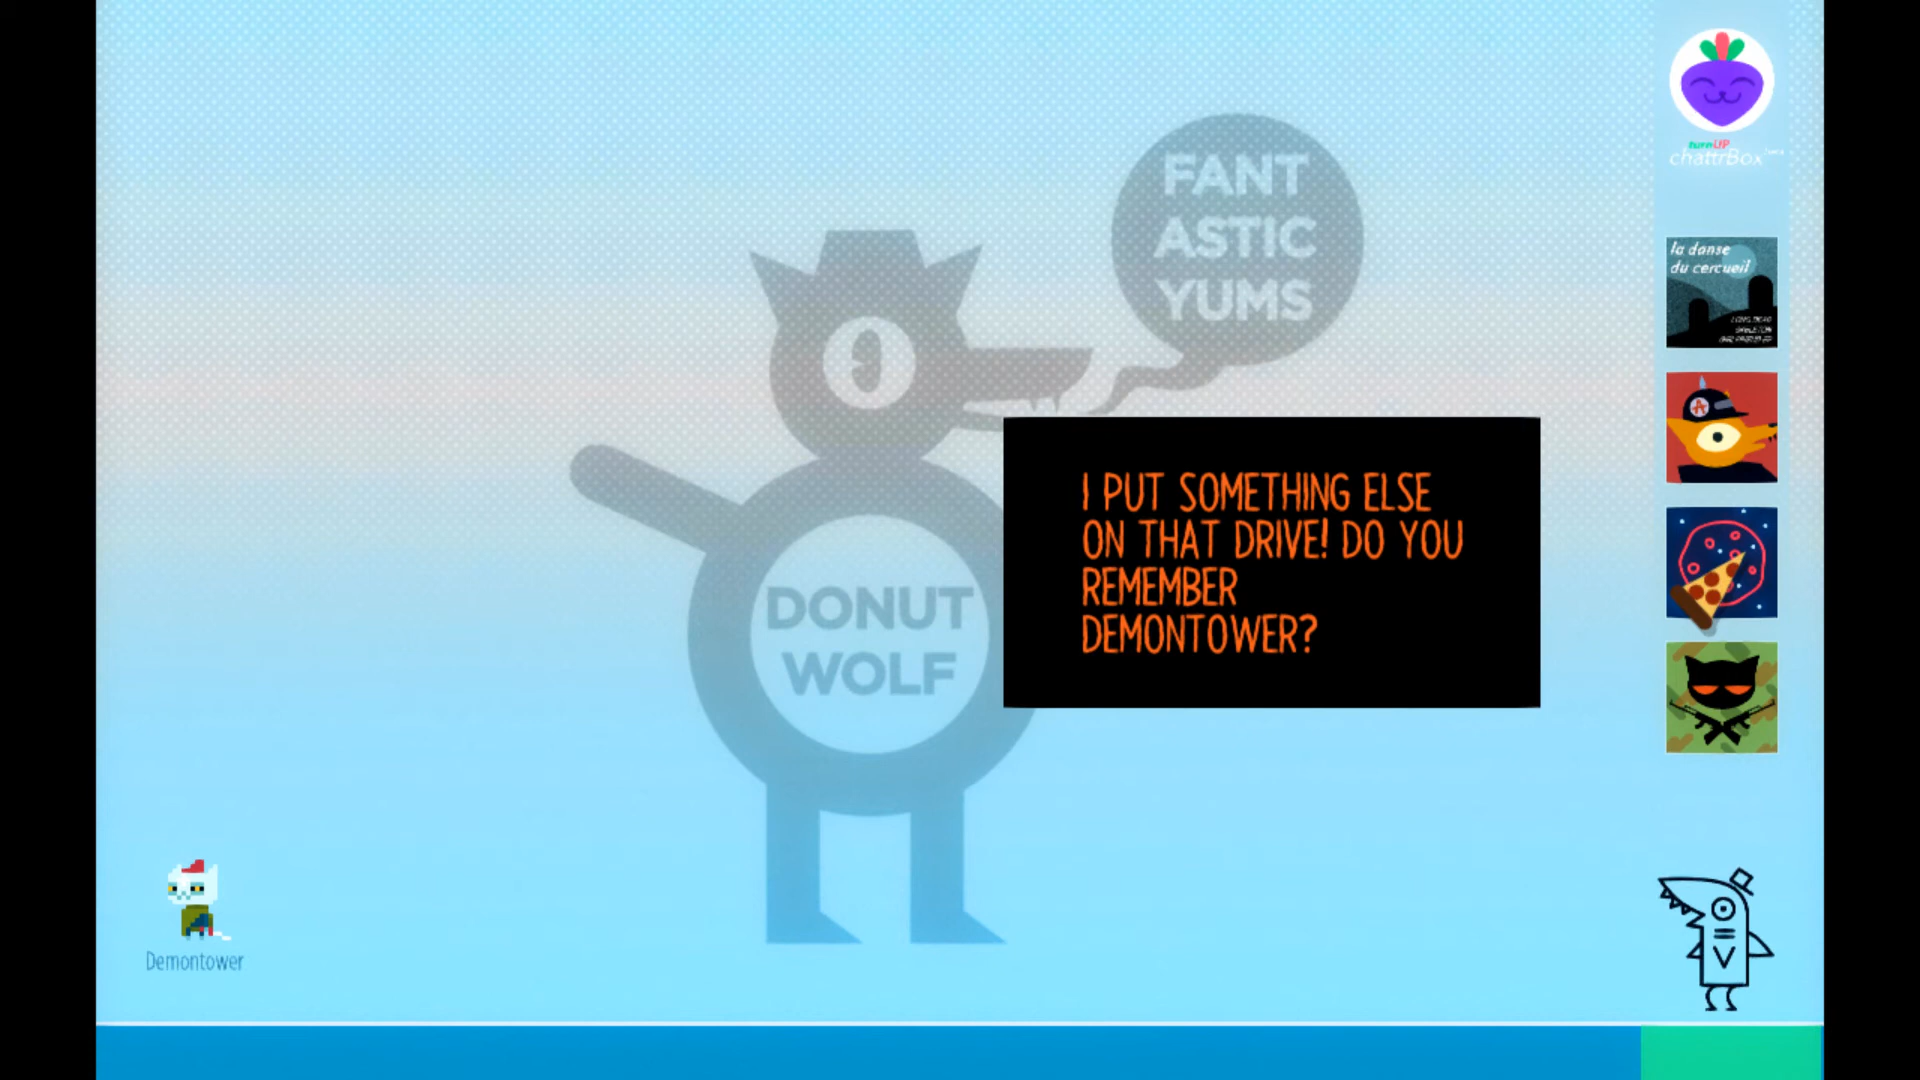 FANT
ASTIC
YUMS
turnUP
chattrBox
la danse
du cercueil
I PUT SOMETHING ELSE
ON THAT DRIVE! DO YOU
REMEMBER
DEMONTOWER?
DONUT
WOLF
Demontower